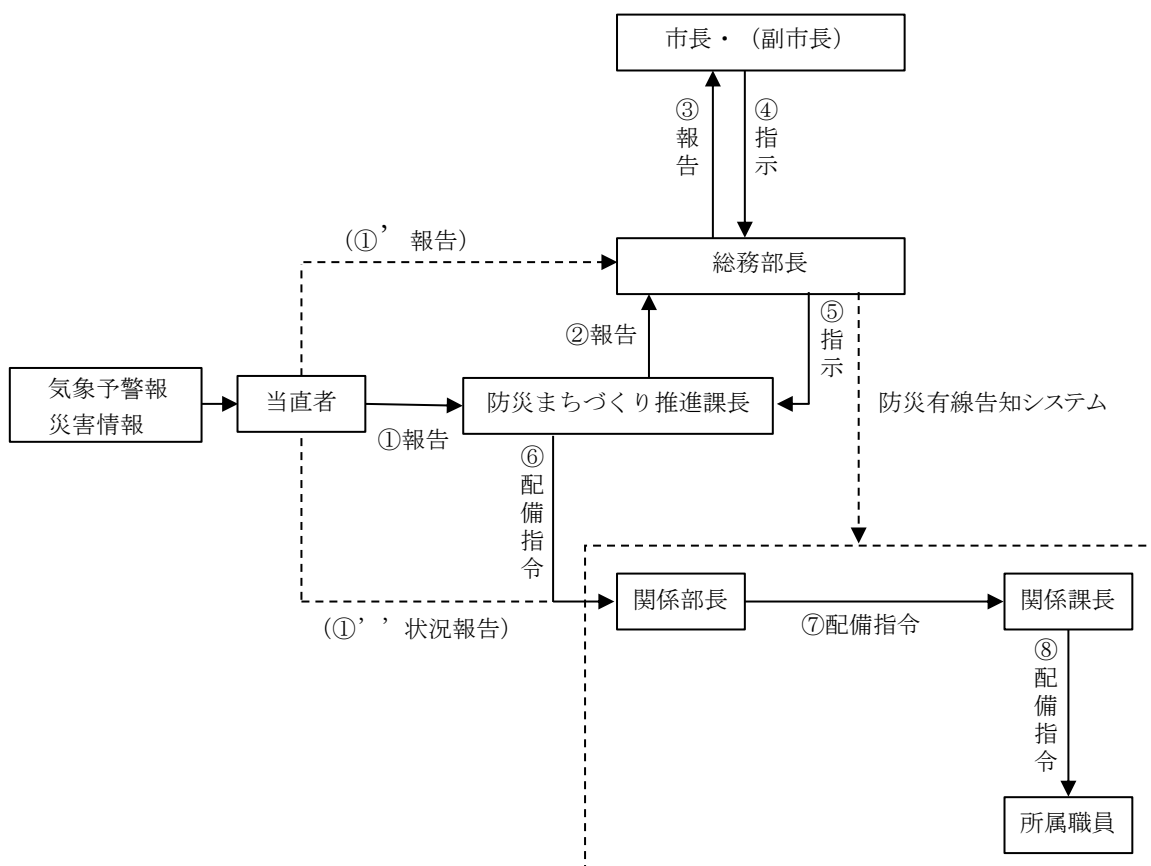 市長・（副市長）
③報告
④指示
(①’報告)
総務部長
②報告
⑤指示
気象予警報
災害情報
当直者
①報告
防災まちづくり推進課長
防災有線告知システム
⑥配備指令
関係部長
関係課長
(①’’状況報告)
⑦配備指令
⑧配備指令
所属職員